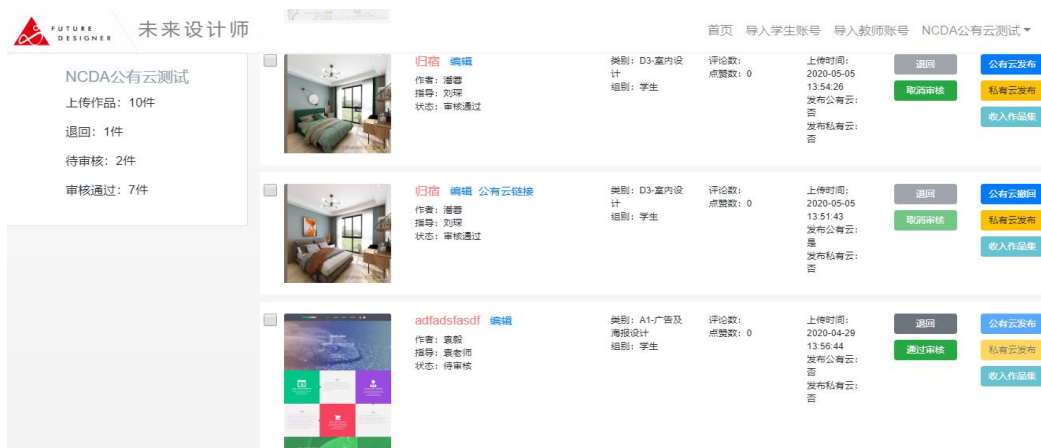 FUTURE
DESIGNER
未来设计师
首页 导入学生账号 导入教师账号 NCDA公有云测试
NCDA公有云测试
上传作品：10件
退回：1件
待审核：2件
审核通过：7件
归宿 编辑
作者：潘蓉
指导：刘琛
状态：审核通过
类别：D3-室内设
计
组别：学生
评论数：
点赞数：0
上传时间：
2020-05-05
13:54:26
发布公有云：
否
发布私有云：
否
退回
取消审核
公有云发布
私有云发布
收入作品集
归宿 编辑 公有云链接
作者：潘蓉
指导：刘琛
状态：审核通过
类别：D3-室内设
计
组别：学生
评论数：
点赞数：0
上传时间：
2020-05-05
13:51:43
发布公有云：
是
发布私有云：
否
退回
取消审核
公有云撤回
私有云发布
收入作品集
adfadsfasdf 编辑
作者：袁毅
指导：袁老师
状态：待审核
类别：A1-广告及
海报设计
组别：学生
评论数：
点赞数：0
上传时间：
2020-04-29
13:56:44
发布公有云：
否
发布私有云：
否
退回
通过审核
公有云发布
私有云发布
收入作品集